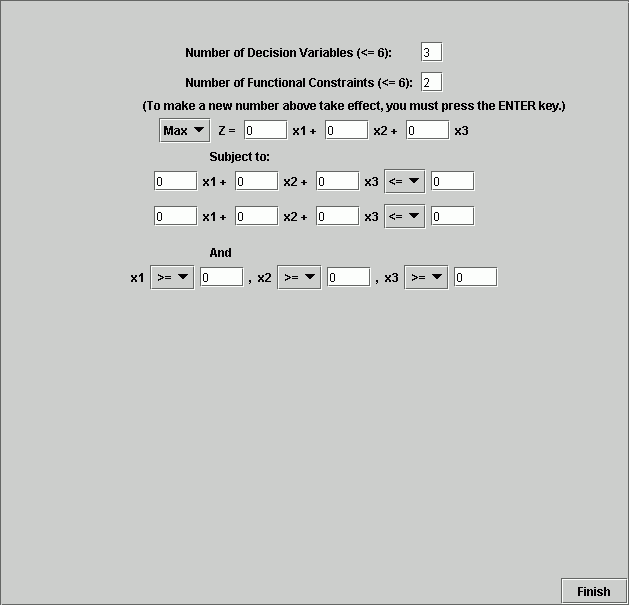 Number of Decision Variables (<= 6): 3
Number of Functional Constraints (<= 6): 2
(To make a new number above take effect, you must press the ENTER key.)
Max Z = 0 x1 + 0 x2 + 0 x3
Subject to:
0 x1 + 0 x2 + 0 x3 <= 0
0 x1 + 0 x2 + 0 x3 <= 0
And
x1 >= 0 , x2 >= 0 , x3 >= 0
Finish